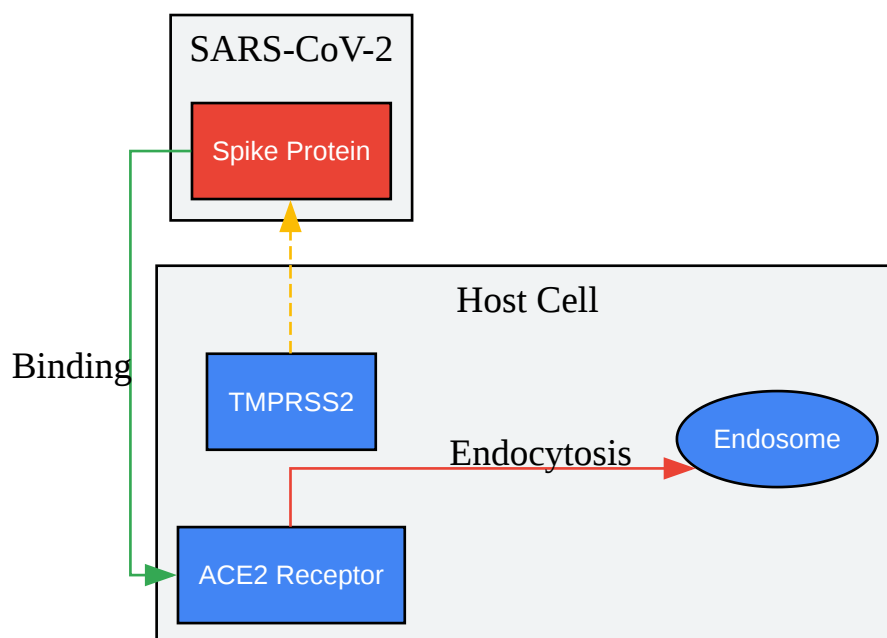 SARS-CoV-2
Spike Protein
Host Cell
Binding
TMPRSS2
Endosome
Endocytosis
ACE2 Receptor